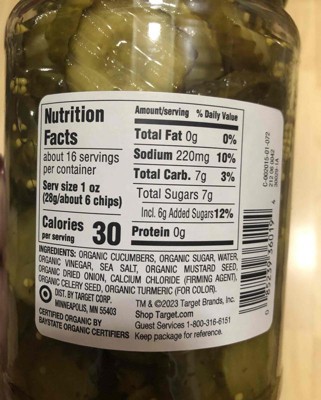 Nutrition
Facts
about 16 servings
per container
Serv size 1 oz
(28g/about 6 chips)
Calories
per serving
30
Amount/serving % Daily Value
Total Fat 0g 0%
Sodium 220mg 10%
Total Carb. 7g 3%
Total Sugars 7g
Incl. 6g Added Sugars 12%
Protein 0g
INGREDIENTS: ORGANIC CUCUMBERS, ORGANIC SUGAR, WATER,
ORGANIC VINEGAR, SEA SALT, ORGANIC MUSTARD SEED,
ORGANIC DRIED ONION, CALCIUM CHLORIDE (FIRMING AGENT),
ORGANIC CELERY SEED, ORGANIC TURMERIC (FOR COLOR).
DIST. BY TARGET CORP.
MINNEAPOLIS, MN 55403
CERTIFIED ORGANIC BY
BAYSTATE ORGANIC CERTIFIERS
TM & ©2023 Target Brands, Inc.
Shop Target.com
Guest Services 1-800-316-6151
Keep package for reference.
C-002015-01-072